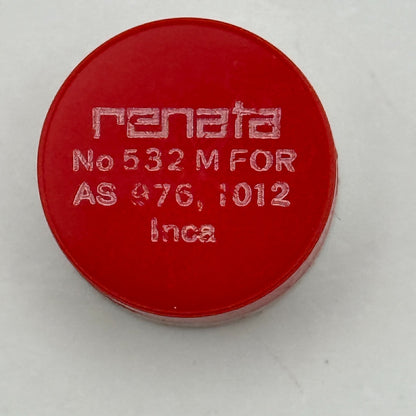 renata
No 532 M FOR
AS 976, 1012
Inca